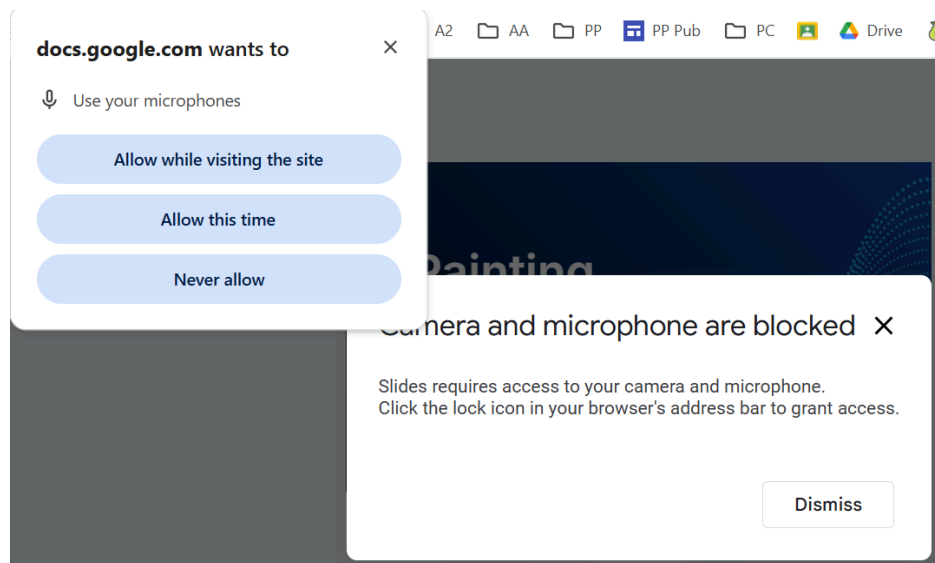 A2 AA PP PP Pub PC Drive
docs.google.com wants to
Use your microphones
Allow while visiting the site
Allow this time
Never allow
Painting
Camera and microphone are blocked
Slides requires access to your camera and microphone.
Click the lock icon in your browser's address bar to grant access.
Dismiss